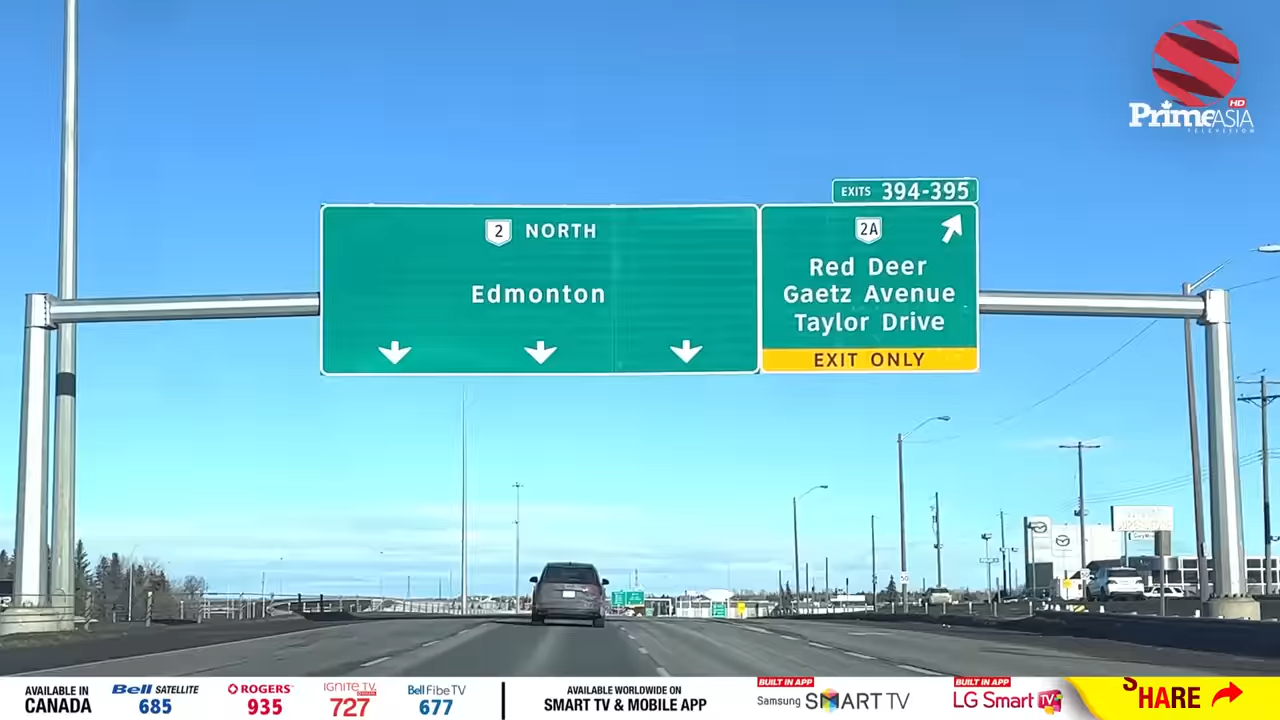 HD
PrimeASIA
TELEVISION
EXITS 394-395
2 NORTH
2A
Edmonton
Red Deer
Gaetz Avenue
Taylor Drive
EXIT ONLY
50
AVAILABLE IN
CANADA
Bell SATELLITE
685
ROGERS
935
IGNITE TV
727
Bell Fibe TV
677
AVAILABLE WORLDWIDE ON
SMART TV & MOBILE APP
BUILT IN APP
Samsung SMART TV
BUILT IN APP
LG Smart TV
SHARE